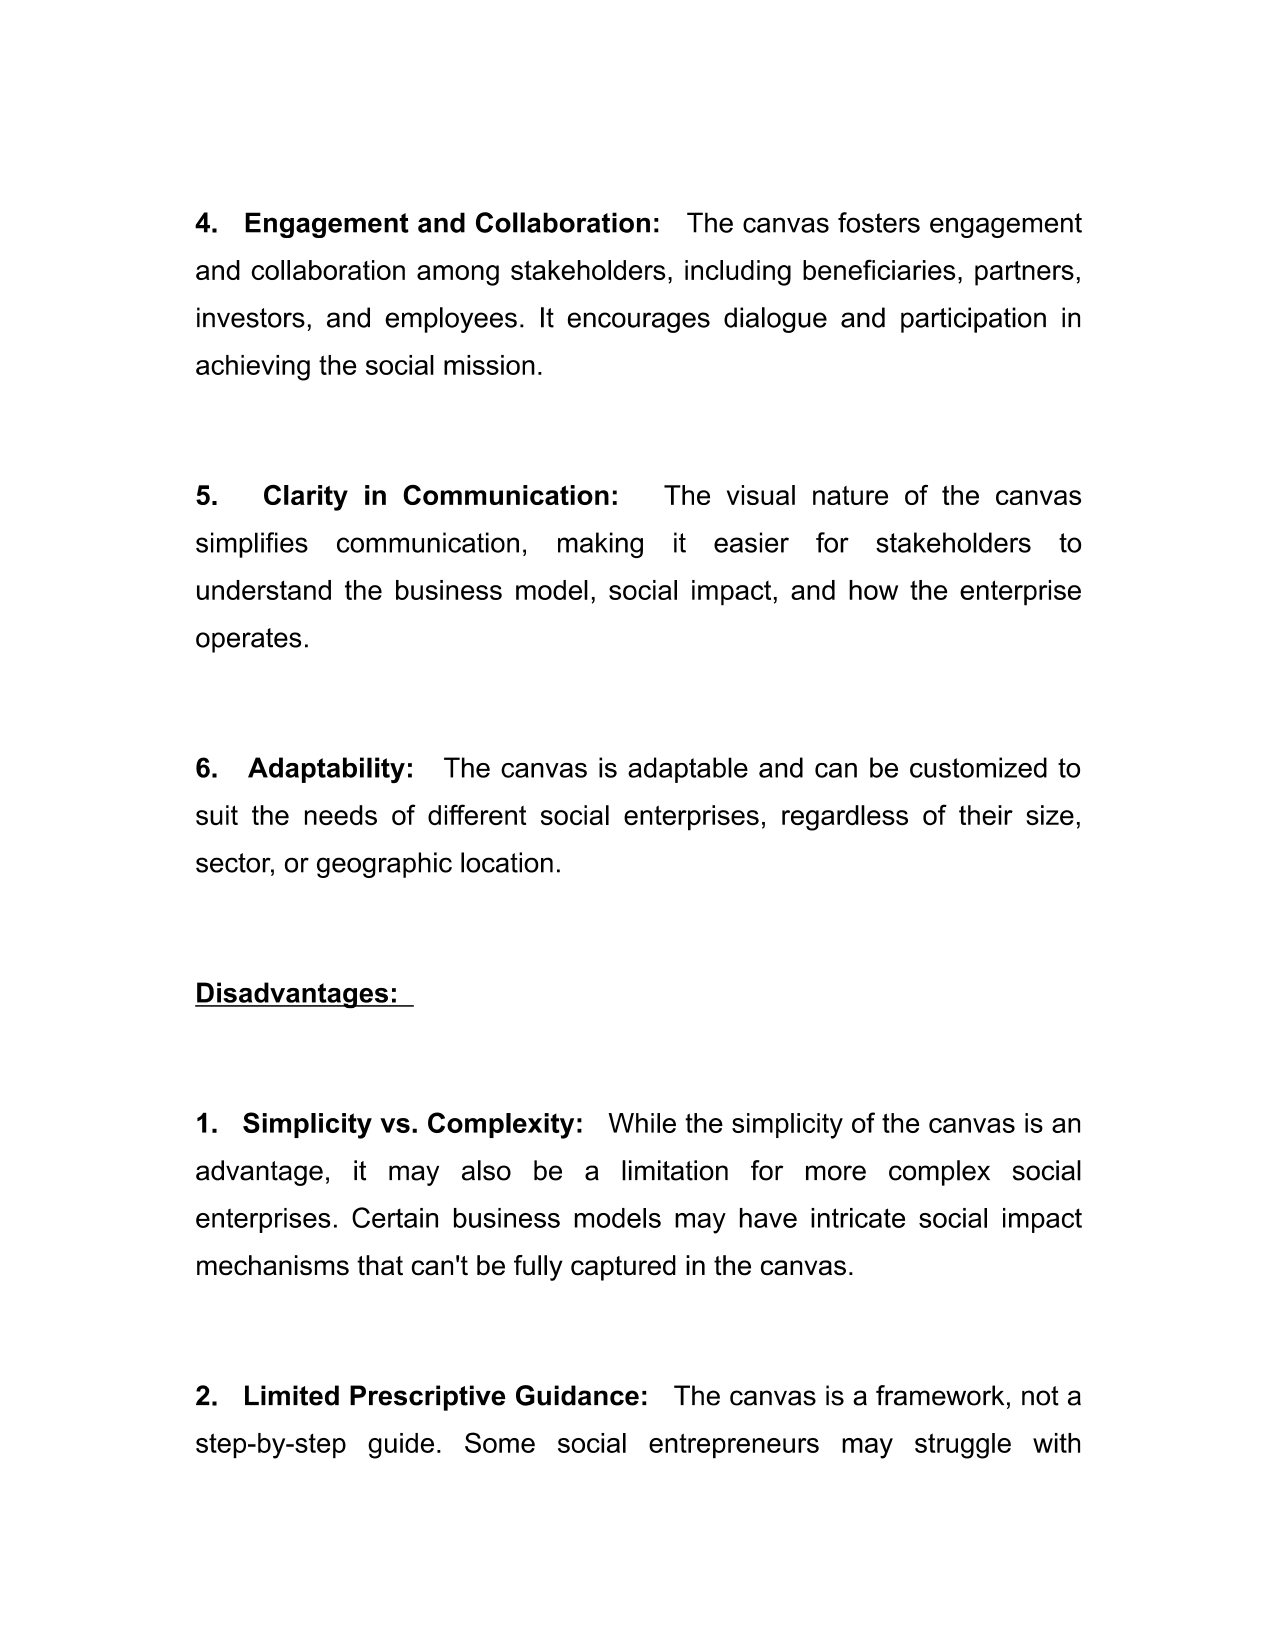 4. Engagement and Collaboration: The canvas fosters engagement
and collaboration among stakeholders, including beneficiaries, partners,
investors, and employees. It encourages dialogue and participation in
achieving the social mission.
5. Clarity in Communication: The visual nature of the canvas
simplifies communication, making it easier for stakeholders to
understand the business model, social impact, and how the enterprise
operates.
6. Adaptability: The canvas is adaptable and can be customized to
suit the needs of different social enterprises, regardless of their size,
sector, or geographic location.
Disadvantages:
1. Simplicity vs. Complexity: While the simplicity of the canvas is an
advantage, it may also be a limitation for more complex social
enterprises. Certain business models may have intricate social impact
mechanisms that can't be fully captured in the canvas.
2. Limited Prescriptive Guidance: The canvas is a framework, not a
step-by-step guide. Some social entrepreneurs may struggle with